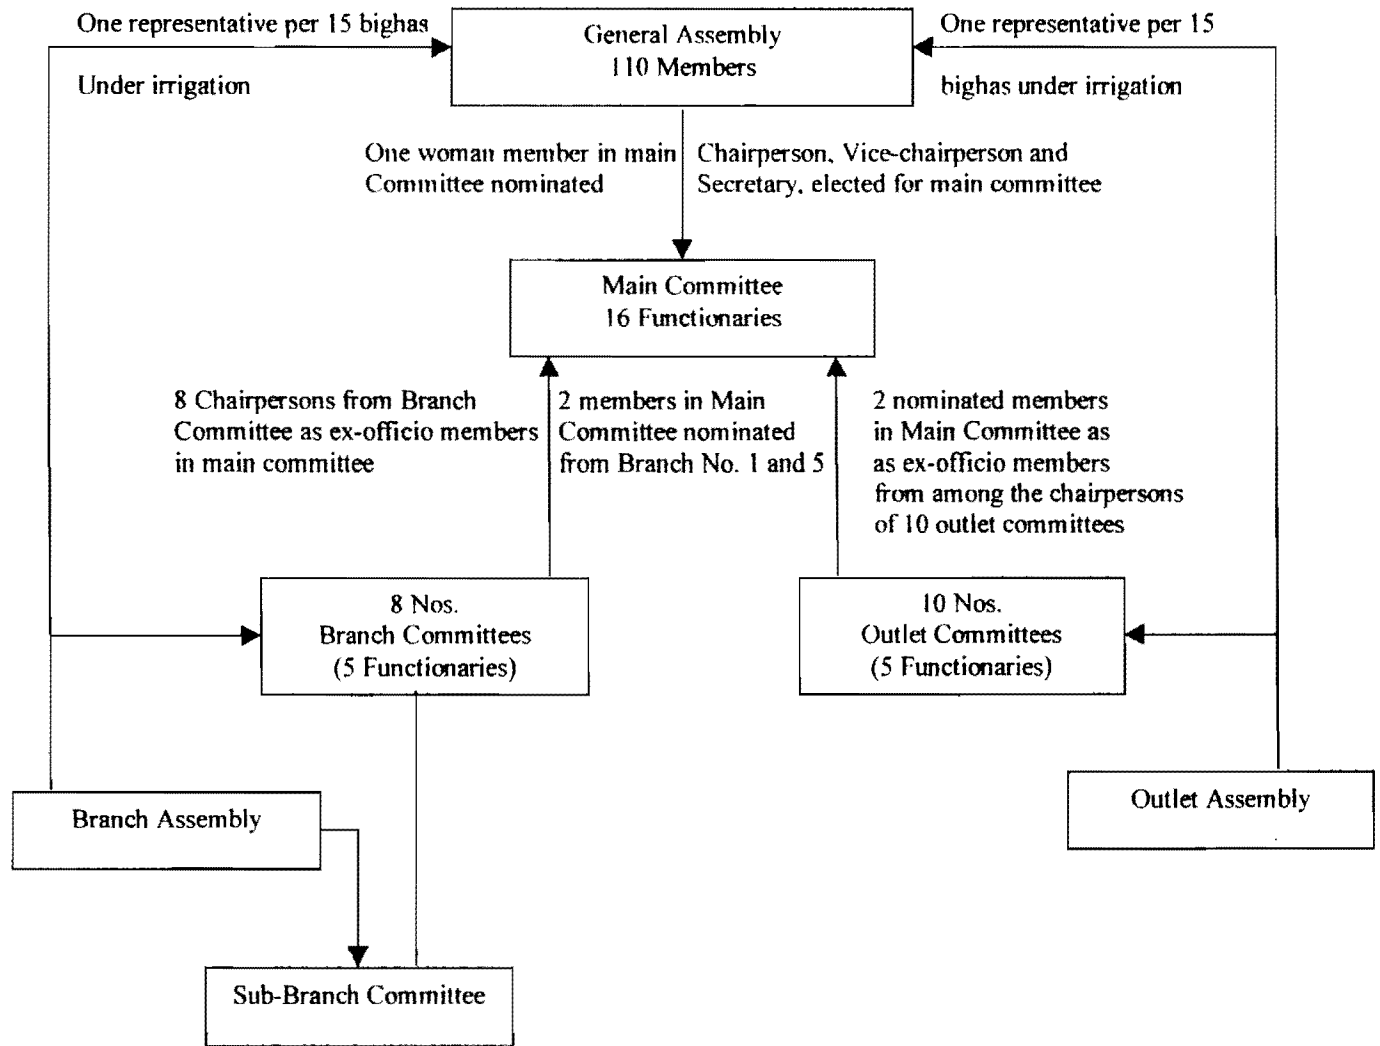 One representative per 15 bighas
Under irrigation
General Assembly
110 Members
One representative per 15
bighas under irrigation
One woman member in main
Committee nominated
Chairperson, Vice-chairperson and
Secretary, elected for main committee
Main Committee
16 Functionaries
8 Chairpersons from Branch
Committee as ex-officio members
in main committee
2 members in Main
Committee nominated
from Branch No. 1 and 5
2 nominated members
in Main Committee as
as ex-officio members
from among the chairpersons
of 10 outlet committees
8 Nos.
Branch Committees
(5 Functionaries)
10 Nos.
Outlet Committees
(5 Functionaries)
Branch Assembly
Outlet Assembly
Sub-Branch Committee